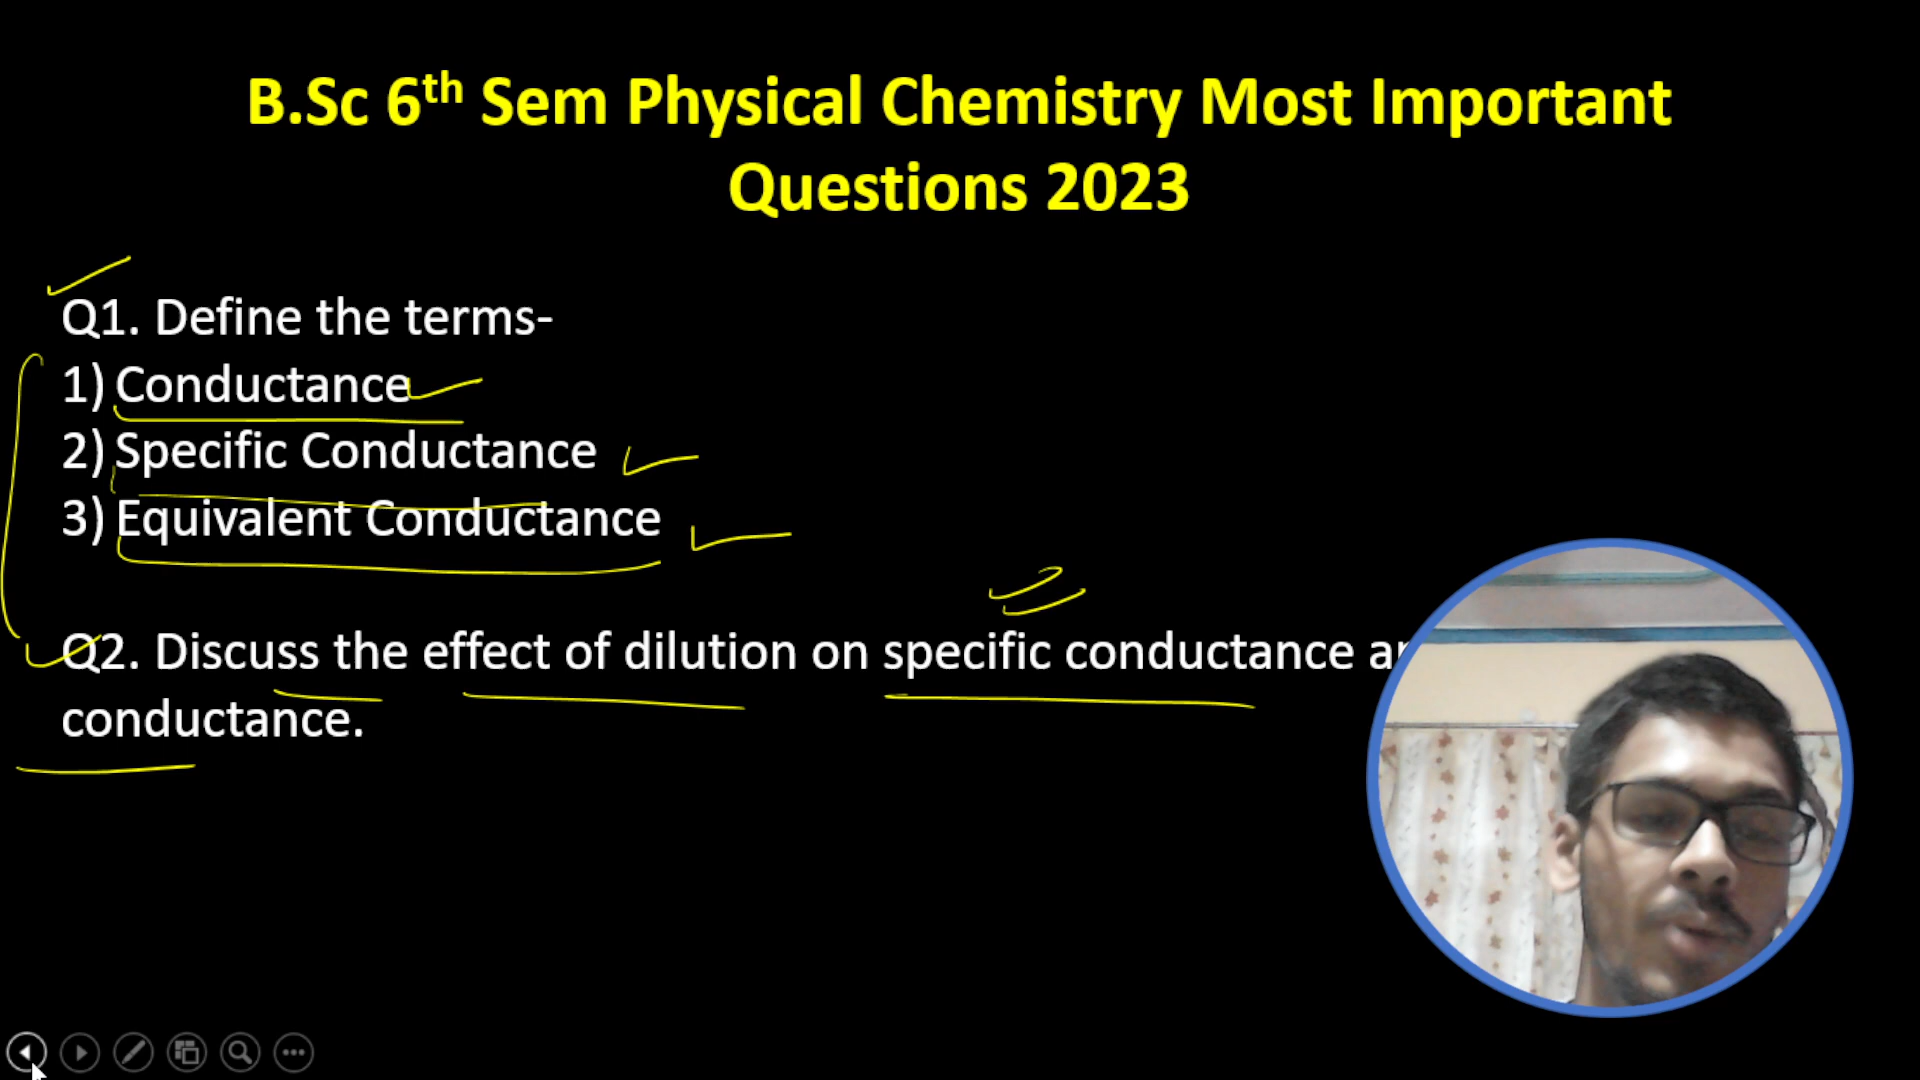 B.Sc 6th Sem Physical Chemistry Most Important
Questions 2023
Q1. Define the terms-
1) Conductance
2) Specific Conductance
3) Equivalent Conductance
Q2. Discuss the effect of dilution on specific conductance
conductance.